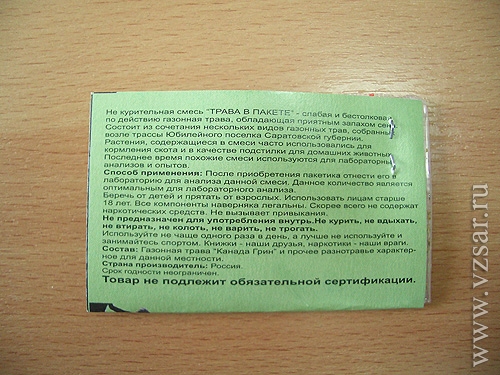 Не курительная смесь "ТРАВА В ПАКЕТЕ" - слабая и бестолковая
по действию газонная трава, обладающая приятным запахом сена.
Состоит из сочетания нескольких видов газонных трав, собранных
возле трассы Юбилейного поселка Саратовской губернии.
Растения, содержащиеся в смеси часто использовались для
кормления скота и в качестве подстилки для домашних животных.
Последнее время похожие смеси используются для лабораторных
анализов и опытов.
Способ применения: После приобретения пакетика отнести его в
лабораторию для анализа данной смеси. Данное количество является
оптимальным для лабораторного анализа.
Беречь от детей и прятать от взрослых. Использовать лицам старше
18 лет. Все компоненты наверняка легальны. Скорее всего не содержат
наркотических средств. Не вызывает привыкания.
Не предназначен для употребления внутрь.Не курить, не вдыхать,
не втирать, не колоть, не варить, не трогать.
Используйте не чаще одного раза в день, а лучше не используйте и
занимайтесь спортом. Книжки - наши друзья, наркотики - наши враги.
Состав: Газонная трава "Канада Грин" и прочее разнотравье характер-
ное для данной местности.
Страна производитель: Россия.
Срок годности неограничен.
Товар не подлежит обязательной сертификации.
www.vzsar.ru